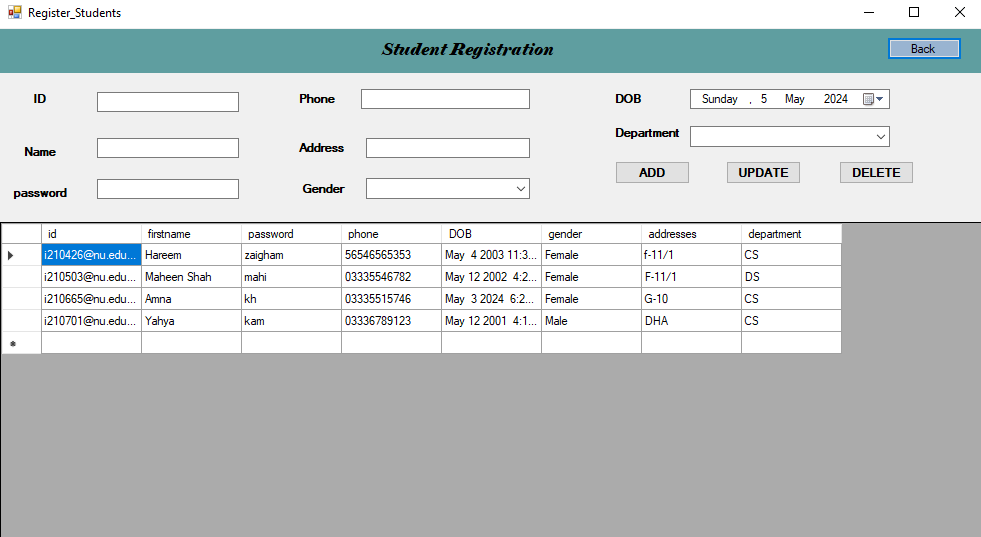 Register_Students
Student Registration
Back
ID Phone DOB Sunday , 5 May 2024
Name Address Department
password Gender ADD UPDATE DELETE
id firstname password phone DOB gender addresses department
i210426@nu.edu... Hareem zaigham 56546565353 May 4 2003 11:3... Female f-11/1 CS
i210503@nu.edu... Maheen Shah mahi 03335546782 May 12 2002 4:2... Female F-11/1 DS
i210665@nu.edu... Amna kh 03335515746 May 3 2024 6:2... Female G-10 CS
i210701@nu.edu... Yahya kam 03336789123 May 12 2001 4:1... Male DHA CS